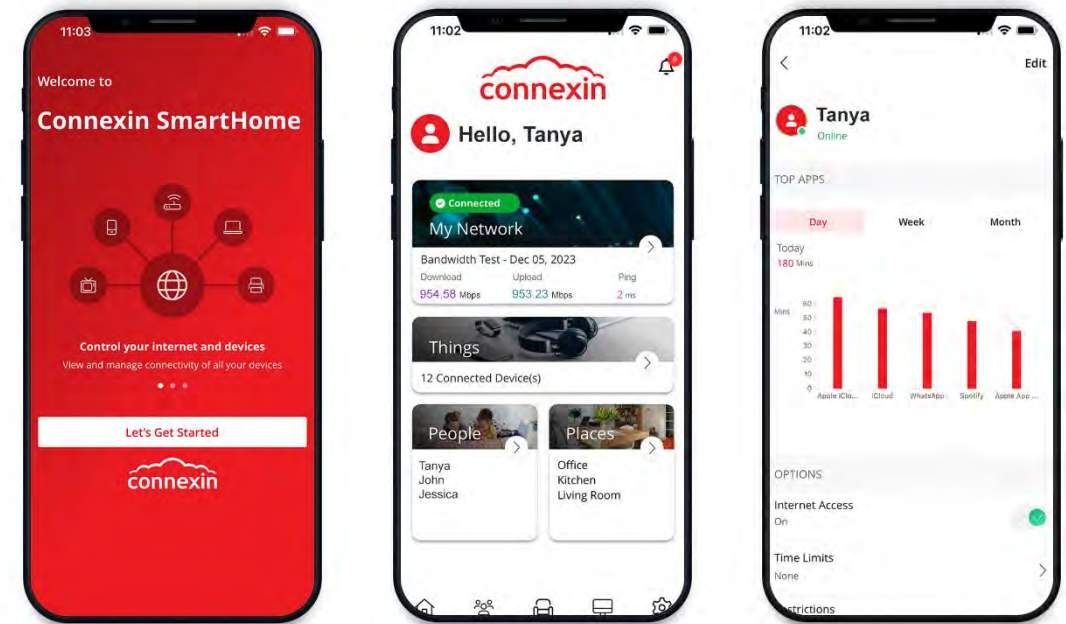 11:03
Welcome to
Connexin SmartHome
Control your internet and devices
View and manage connectivity of all your devices
Let's Get Started
connexin
11:02
connexin
Hello, Tanya
Connected
My Network
Bandwidth Test - Dec 05, 2023
Download Upload Ping
954.58 Mbps 953.23 Mbps 2 ms
Things
12 Connected Device(s)
People
Tanya
John
Jessica
Places
Office
Kitchen
Living Room
11:02
Edit
Tanya
Online
TOP APPS
Day Week Month
Today
180 Mins
Mins
60
50
40
30
20
10
0
Apple iClo... iCloud WhatsApp Spotify Apple App ...
OPTIONS
Internet Access
On
Time Limits
None